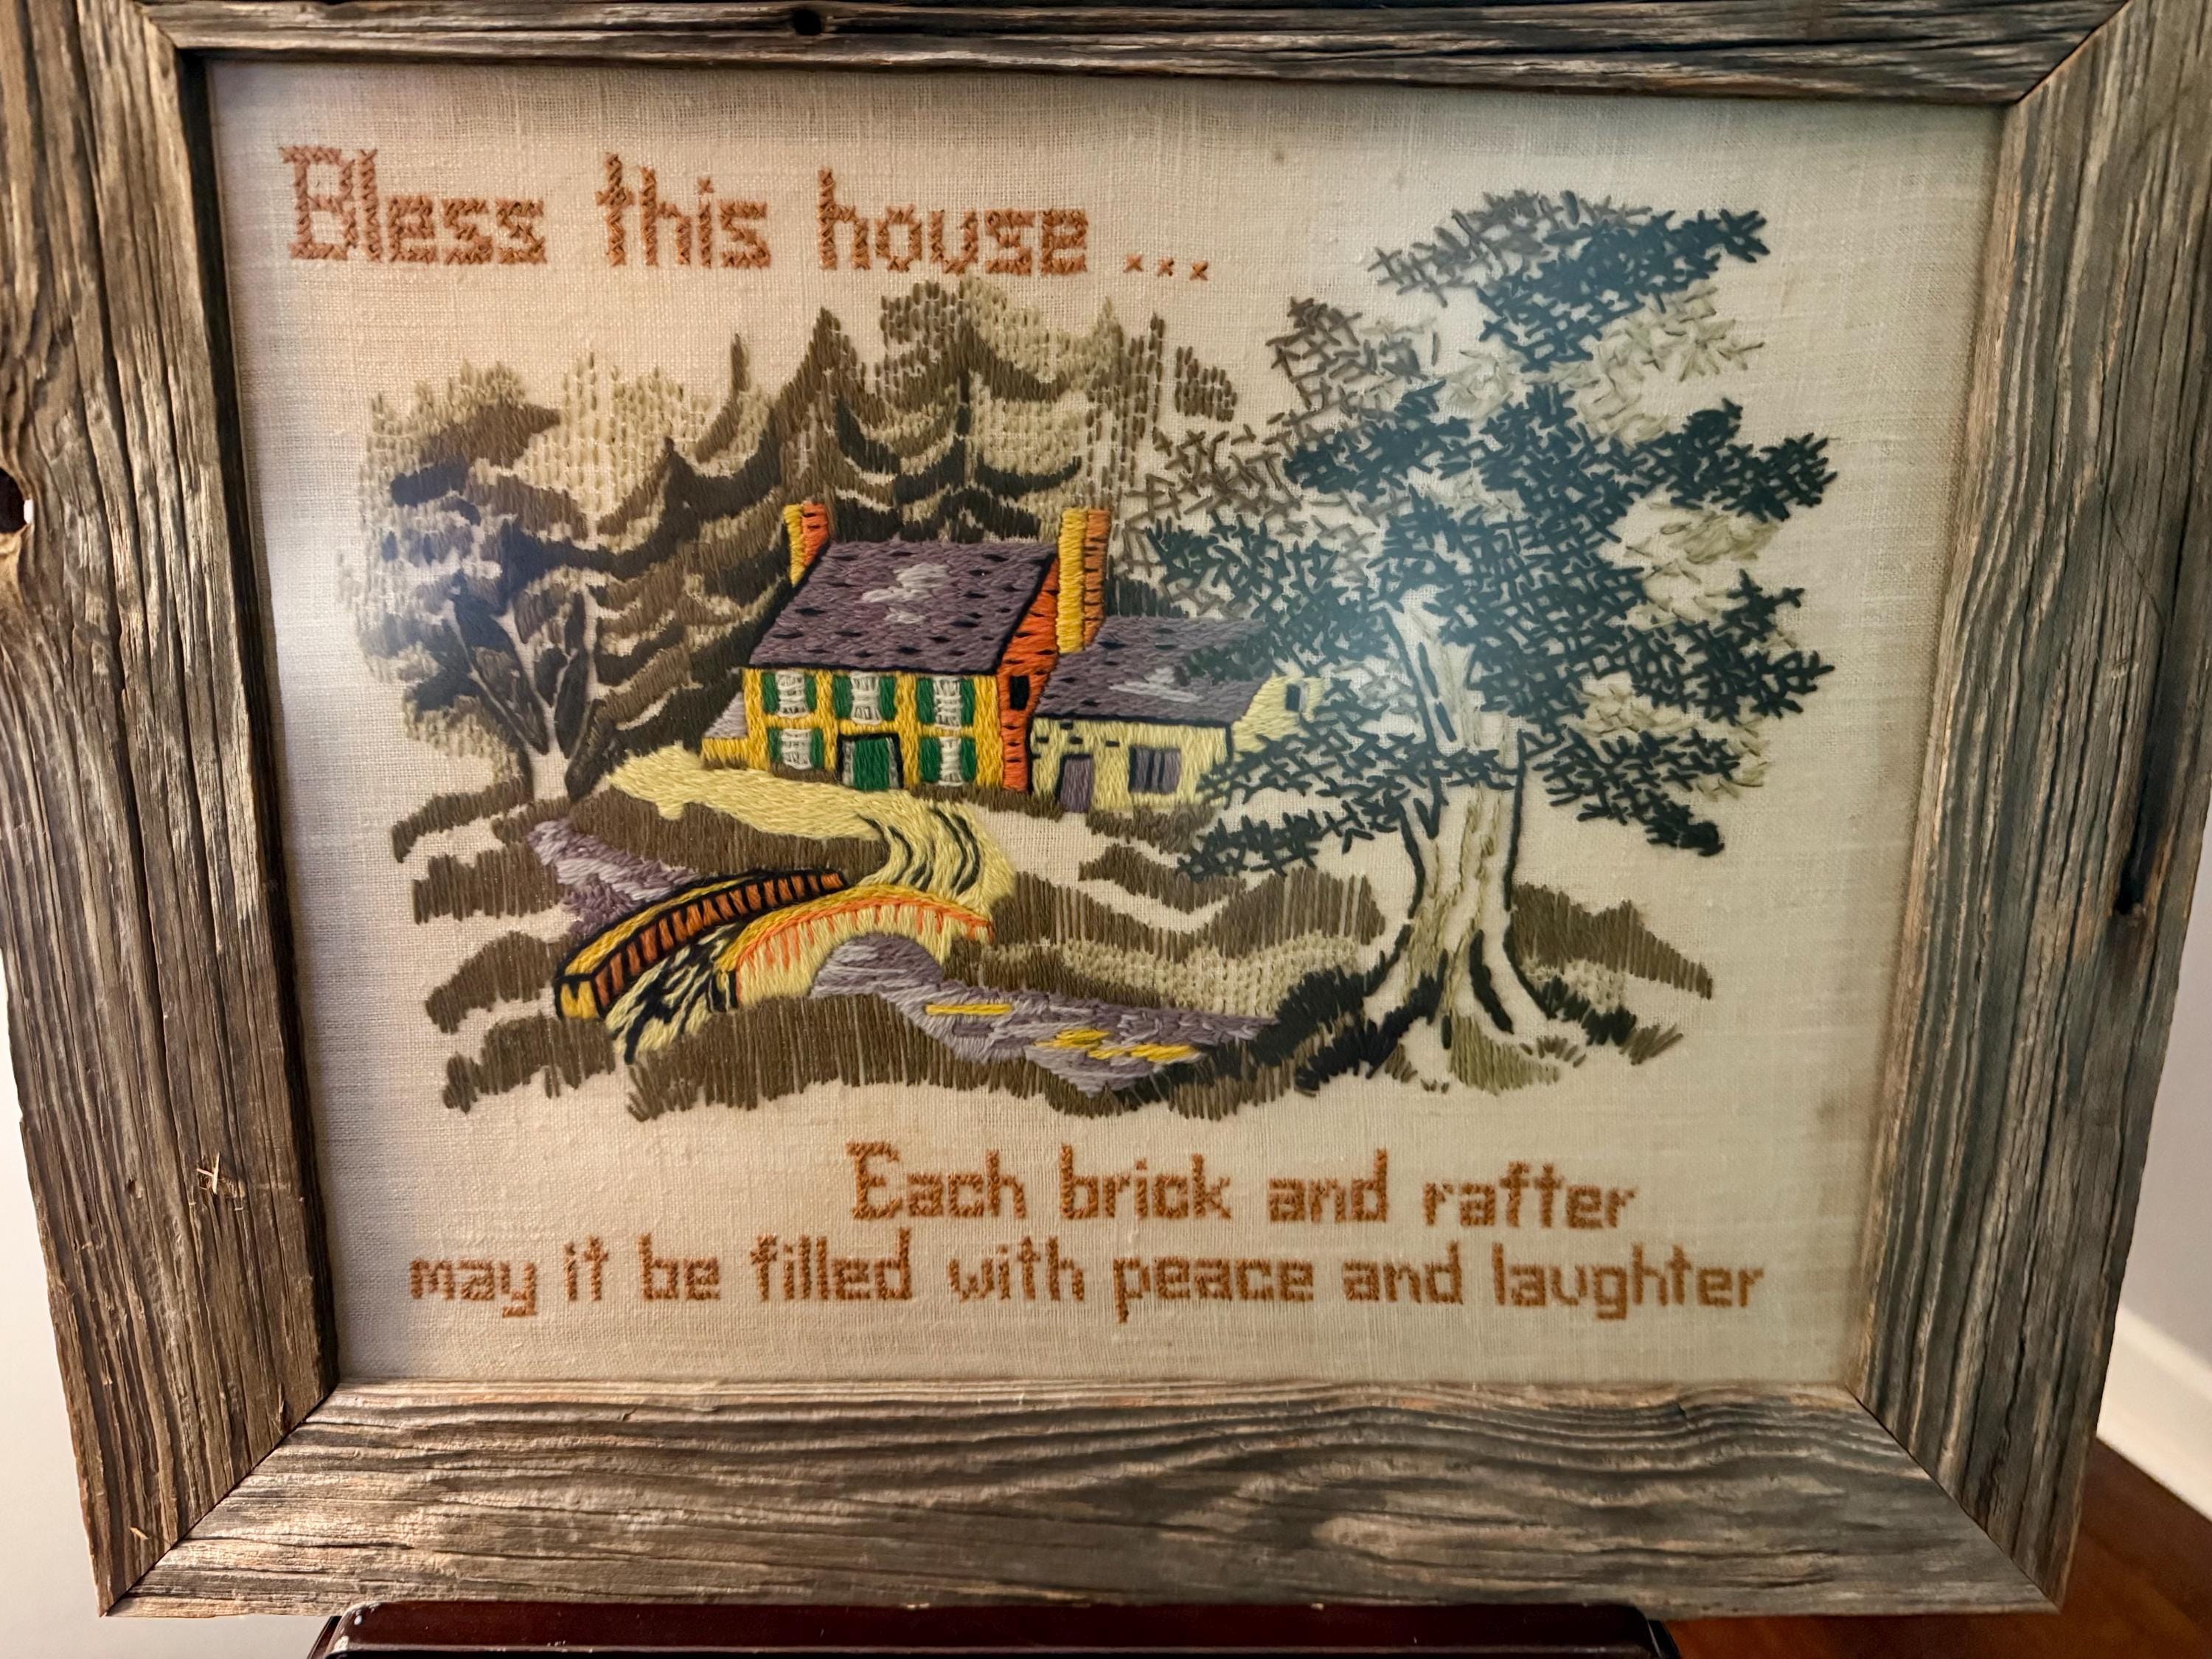 Bless this house...
Each brick and rafter
may it be filled with peace and laughter